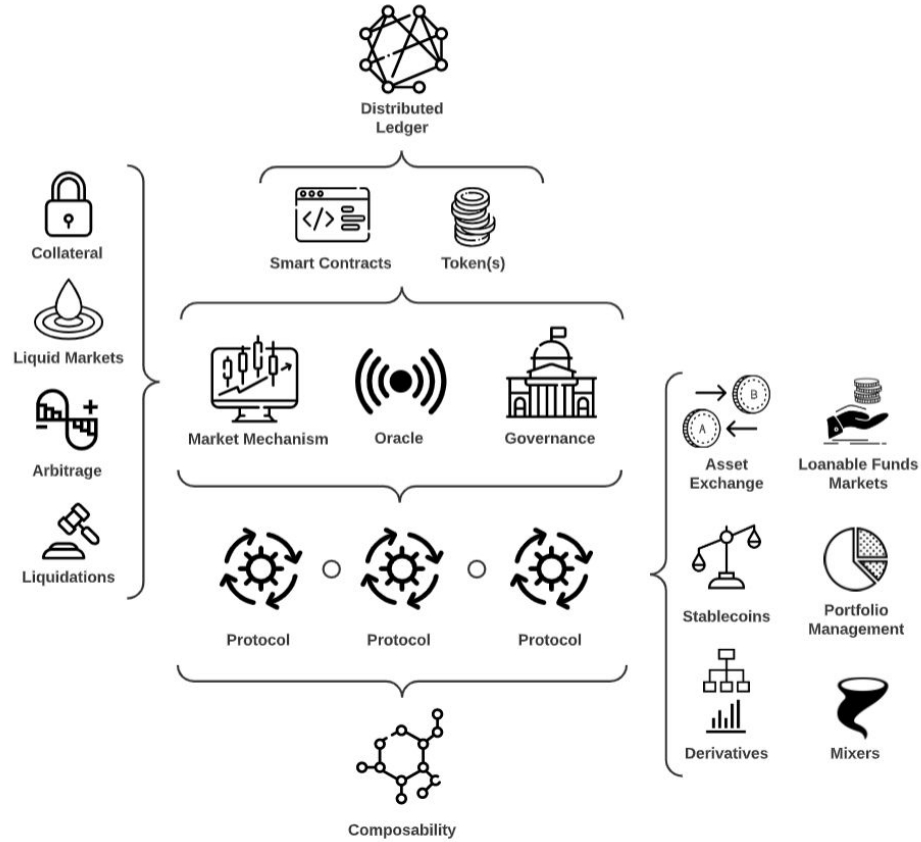 Distributed
Ledger
</>
Smart Contracts
Token(s)
Collateral
Liquid Markets
+
-
Arbitrage
Liquidations
Market Mechanism
Oracle
Governance
Protocol
Protocol
Protocol
B
A
Asset
Exchange
Loanable Funds
Markets
Stablecoins
Portfolio
Management
Derivatives
Mixers
Composability